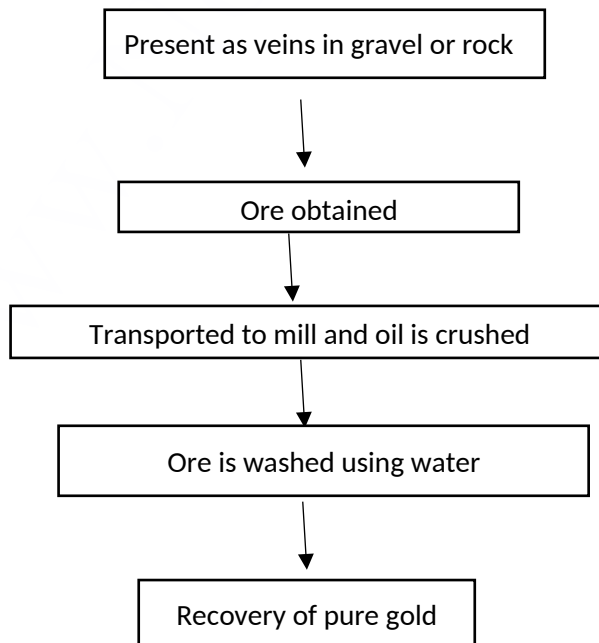 Present as veins in gravel or rock
Ore obtained
Transported to mill and oil is crushed
Ore is washed using water
Recovery of pure gold